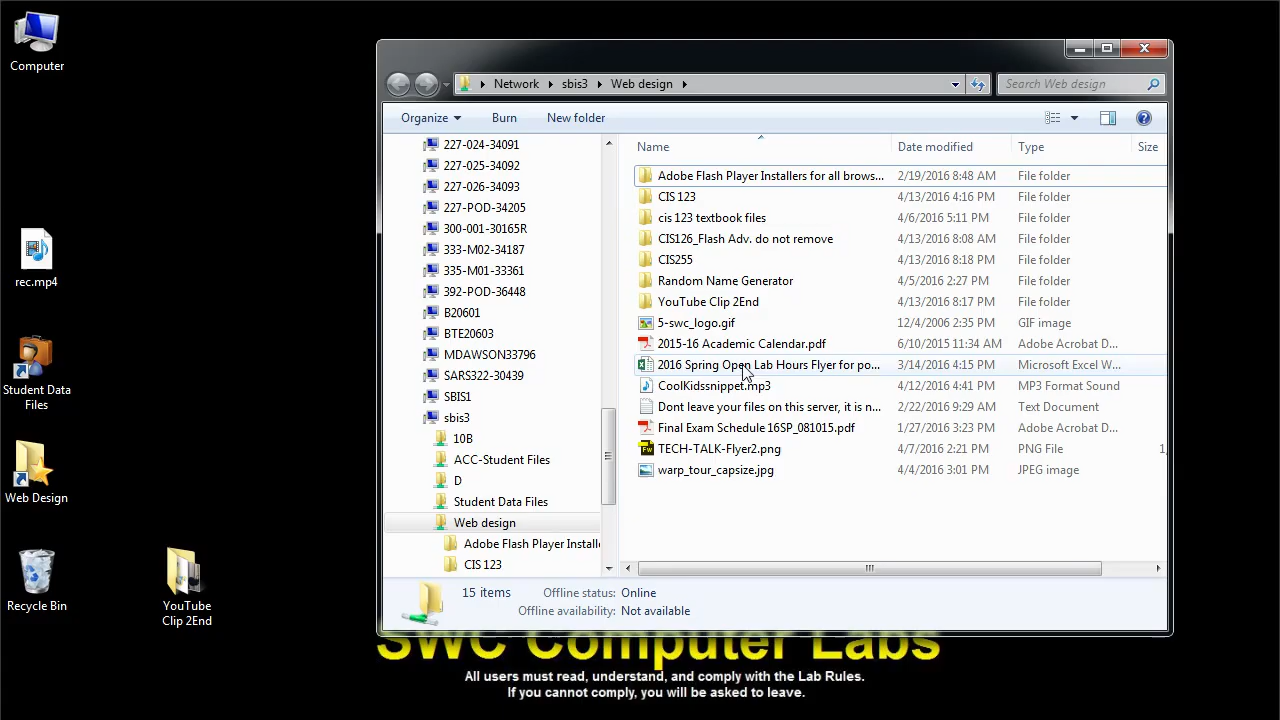 Computer
rec.mp4
Student Data
Files
Web Design
Recycle Bin
YouTube
Clip 2End
Network sbis3 Web design
Search Web design
Organize Burn New folder
227-024-34091
227-025-34092
227-026-34093
227-POD-34205
300-001-30165R
333-M02-34187
335-M01-33361
392-POD-36448
B20601
BTE20603
MDAWSON33796
SARS322-30439
SBIS1
sbis3
10B
ACC-Student Files
D
Student Data Files
Web design
Adobe Flash Player Installe
CIS 123
Name Date modified Type Size
Adobe Flash Player Installers for all brows... 2/19/2016 8:48 AM File folder
CIS 123 4/13/2016 4:16 PM File folder
cis 123 textbook files 4/6/2016 5:11 PM File folder
CIS126_Flash Adv. do not remove 4/13/2016 8:08 AM File folder
CIS255 4/13/2016 8:18 PM File folder
Random Name Generator 4/5/2016 2:27 PM File folder
YouTube Clip 2End 4/13/2016 8:17 PM File folder
5-swc_logo.gif 12/4/2006 2:35 PM GIF image
2015-16 Academic Calendar.pdf 6/10/2015 11:34 AM Adobe Acrobat D...
2016 Spring Open Lab Hours Flyer for po... 3/14/2016 4:15 PM Microsoft Excel W...
CoolKidssnippet.mp3 4/12/2016 4:41 PM MP3 Format Sound
Dont leave your files on this server, it is n... 2/22/2016 9:29 AM Text Document
Final Exam Schedule 16SP_081015.pdf 1/27/2016 3:23 PM Adobe Acrobat D...
TECH-TALK-Flyer2.png 4/7/2016 2:21 PM PNG File 1,
warp_tour_capsize.jpg 4/4/2016 3:01 PM JPEG image
15 items Offline status: Online
Offline availability: Not available
SWC Computer Labs
All users must read, understand, and comply with the Lab Rules.
If you cannot comply, you will be asked to leave.